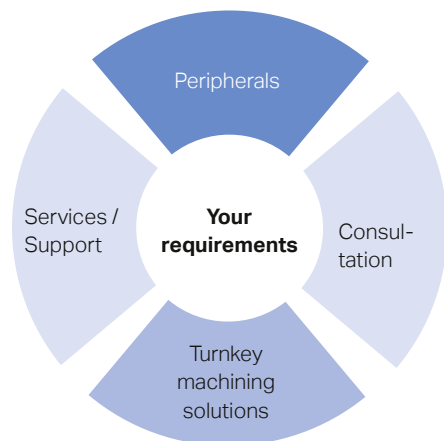 Peripherals
Services /
Support
Your
requirements
Consul-
tation
Turnkey
machining
solutions